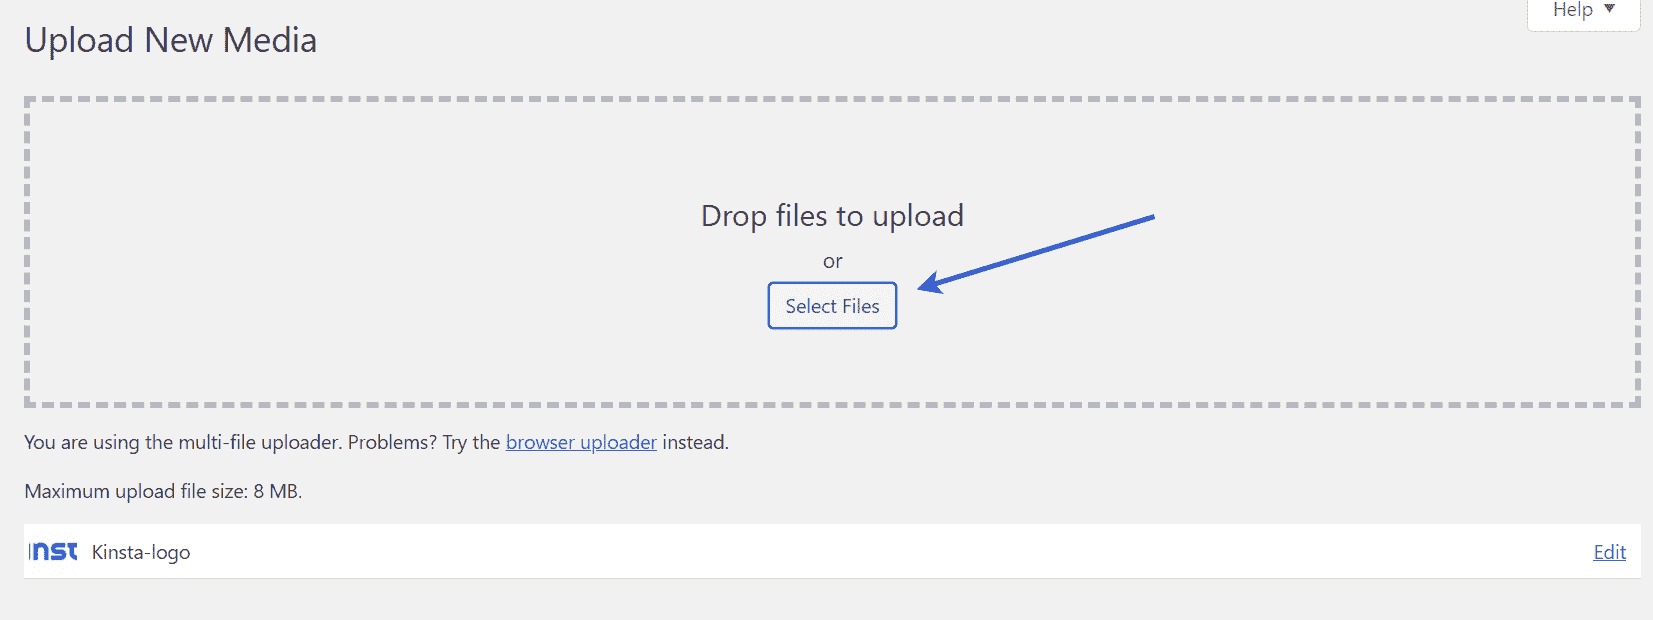 Help
Upload New Media
Drop files to upload
or
Select Files
You are using the multi-file uploader. Problems? Try the browser uploader instead.
Maximum upload file size: 8 MB.
nst Kinsta-logo Edit